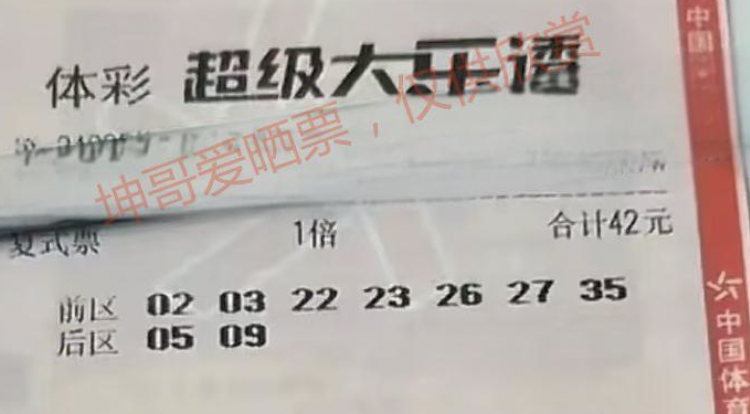 中国
体彩 超级大乐透
坤哥爱晒票，仅供欣赏
复式票 1倍 合计42元
前区 02 03 22 23 26 27 35
后区 05 09
中国体育